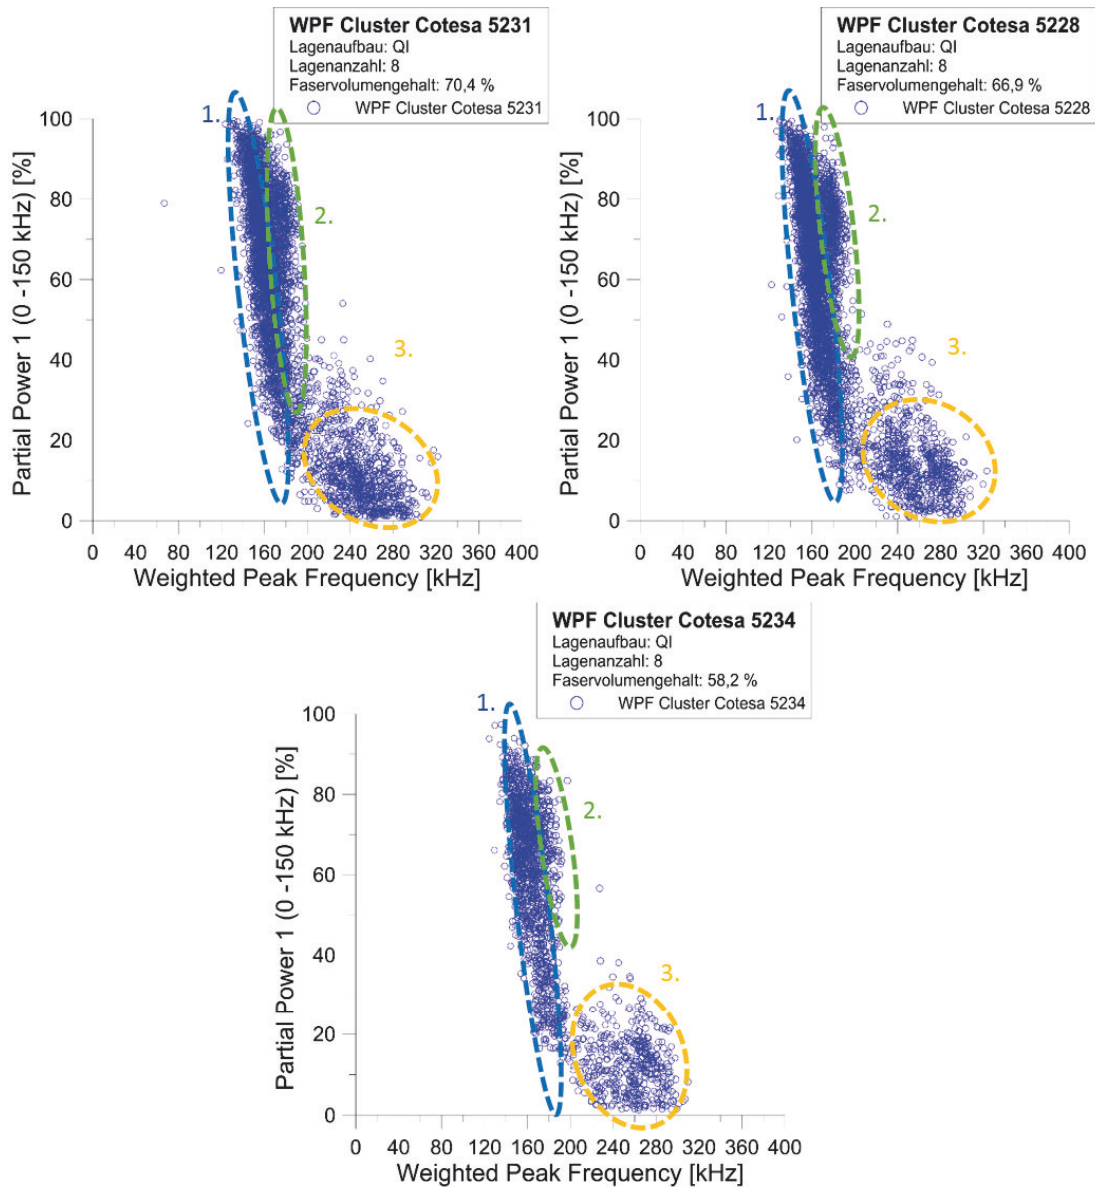 WPF Cluster Cotesa 5231
Lagenaufbau: QI
Lagenanzahl: 8
Faservolumengehalt: 70,4 %
WPF Cluster Cotesa 5231
1.
2.
3.
100
80
60
40
20
0
Partial Power 1 (0 -150 kHz) [%]
0 40 80 120 160 200 240 280 320 360 400
Weighted Peak Frequency [kHz]
WPF Cluster Cotesa 5228
Lagenaufbau: QI
Lagenanzahl: 8
Faservolumengehalt: 66,9 %
WPF Cluster Cotesa 5228
1.
2.
3.
100
80
60
40
20
0
Partial Power 1 (0 -150 kHz) [%]
0 40 80 120 160 200 240 280 320 360 400
Weighted Peak Frequency [kHz]
WPF Cluster Cotesa 5234
Lagenaufbau: QI
Lagenanzahl: 8
Faservolumengehalt: 58,2 %
WPF Cluster Cotesa 5234
1.
2.
3.
100
80
60
40
20
0
Partial Power 1 (0 -150 kHz) [%]
0 40 80 120 160 200 240 280 320 360 400
Weighted Peak Frequency [kHz]